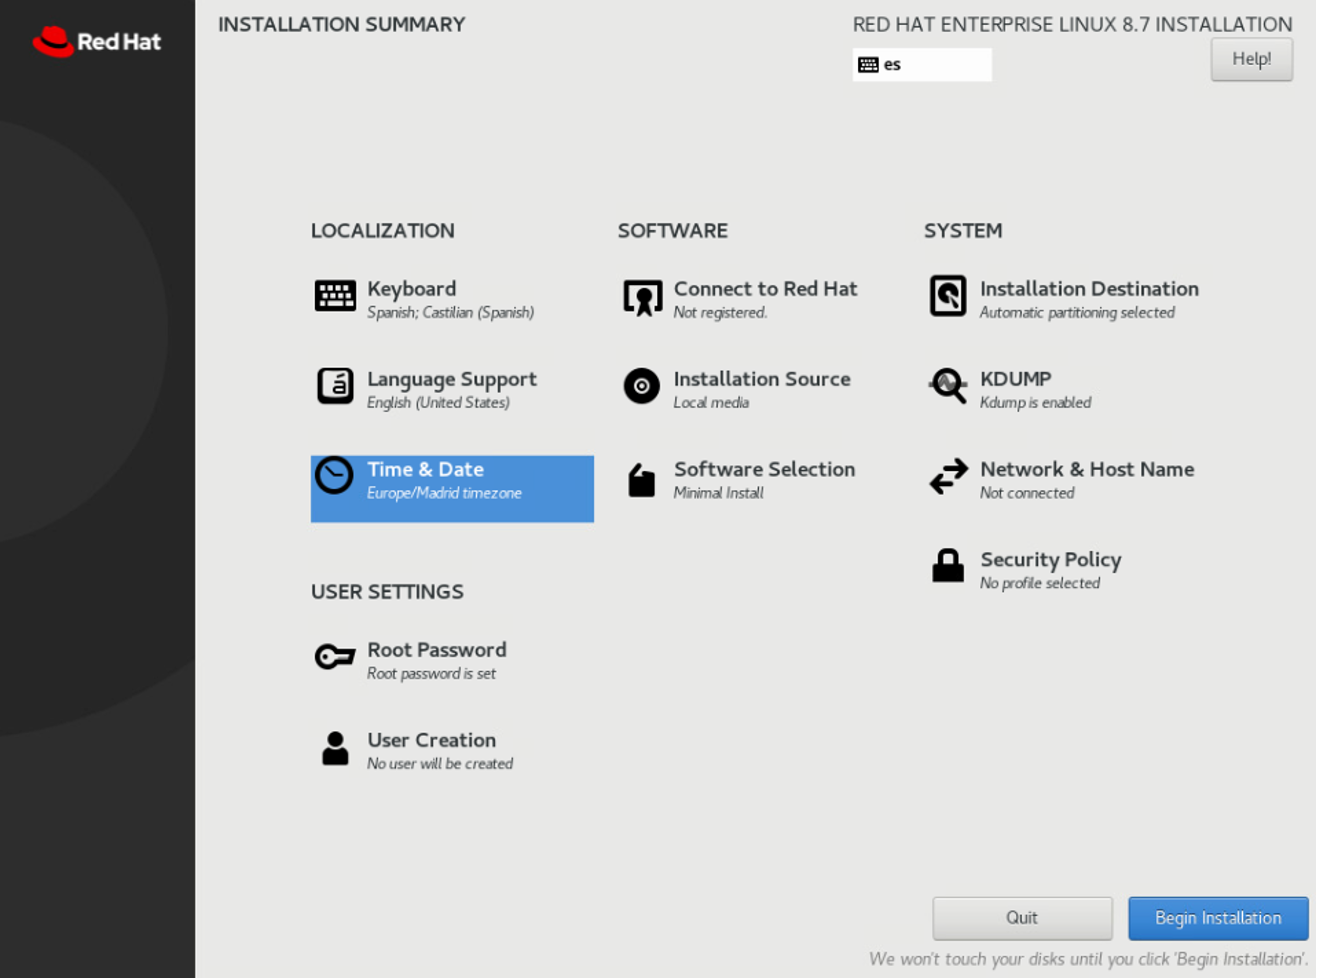 Red Hat
INSTALLATION SUMMARY
RED HAT ENTERPRISE LINUX 8.7 INSTALLATION
es
Help!
LOCALIZATION
Keyboard
Spanish; Castilian (Spanish)
Language Support
English (United States)
Time & Date
Europe/Madrid timezone
USER SETTINGS
Root Password
Root password is set
User Creation
No user will be created
SOFTWARE
Connect to Red Hat
Not registered.
Installation Source
Local media
Software Selection
Minimal Install
SYSTEM
Installation Destination
Automatic partitioning selected
KDUMP
Kdump is enabled
Network & Host Name
Not connected
Security Policy
No profile selected
Quit
Begin Installation
We won't touch your disks until you click 'Begin Installation'.